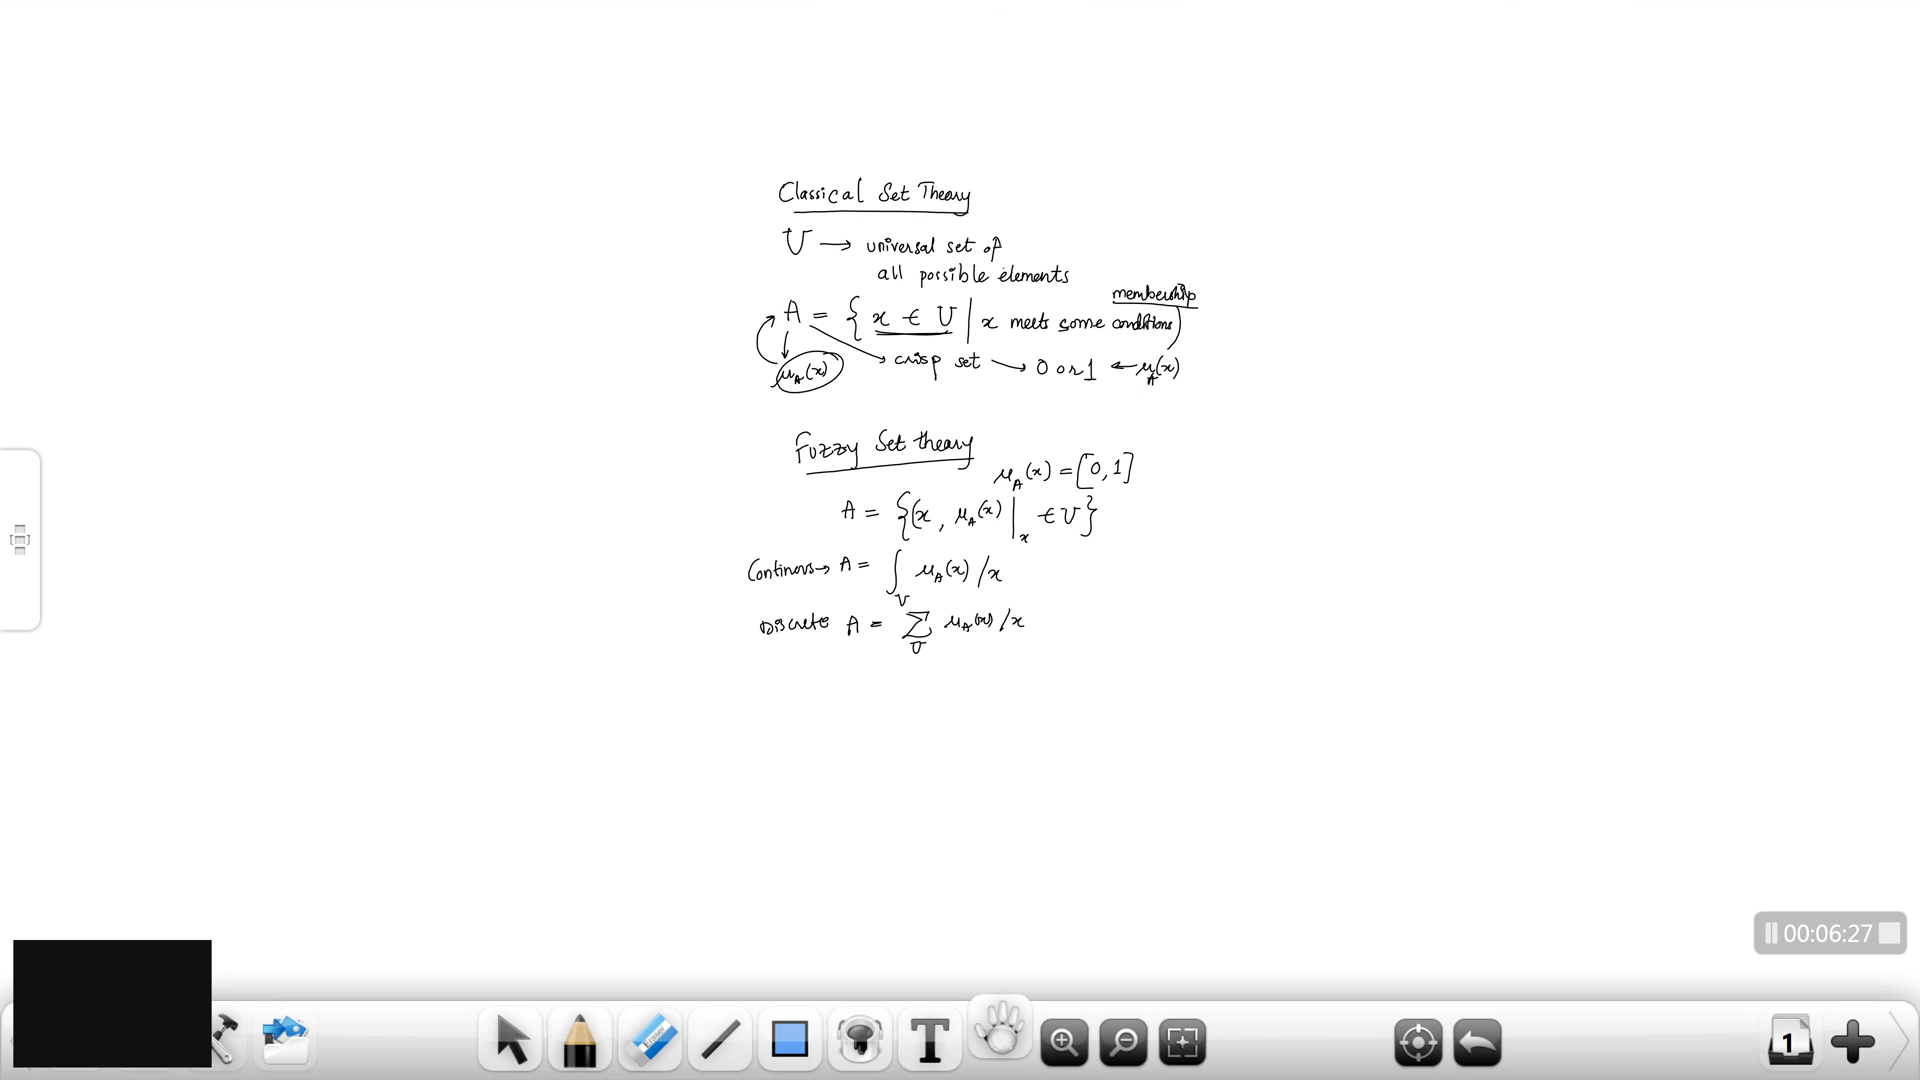 Classical Set Theory
U → universal set of
all possible elements
membership
A = { x ∈ U | x meets some conditions }
μA(x)
crisp set → 0 or 1 ← μA(x)
Fuzzy Set theory
μA(x) = [0,1]
A = {(x, μA(x) | x ∈ U}
Continous → A = ∫U μA(x) /x
Discrete A = ∑U μA(x) /x
00:06:27
Eraser
T
1